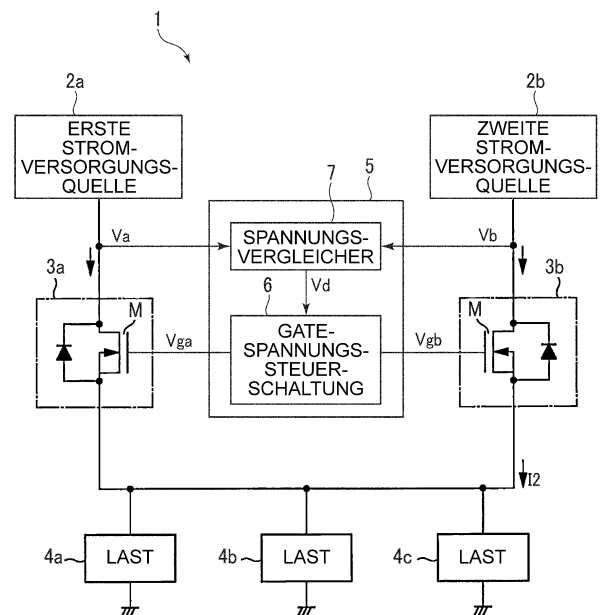 1
2a
2b
ERSTE
STROM-
VERSORGUNGS-
QUELLE
ZWEITE
STROM-
VERSORGUNGS-
QUELLE
5
7
Va
SPANNUNGS-
VERGLEICHER
Vb
3a
3b
6
Vd
M
M
Vga
GATE-
SPANNUNGS-
STEUER-
SCHALTUNG
Vgb
I2
4a
LAST
4b
LAST
4c
LAST